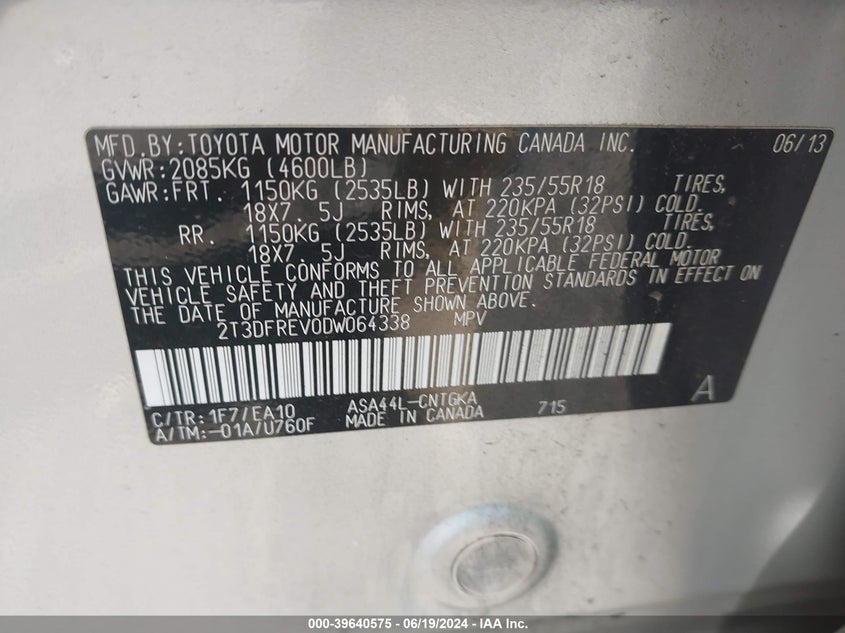 MFD.BY:TOYOTA MOTOR MANUFACTURING CANADA INC. 06/13
GVWR:2085KG (4600LB)
GAWR:FRT. 1150KG (2535LB) WITH 235/55R18 TIRES,
18X7. 5J RIMS, AT 220KPA (32PSI) COLD.
RR. 1150KG (2535LB) WITH 235/55R18 TIRES,
18X7. 5J RIMS, AT 220KPA (32PSI) COLD.
THIS VEHICLE CONFORMS TO ALL APPLICABLE FEDERAL MOTOR
VEHICLE SAFETY AND THEFT PREVENTION STANDARDS IN EFFECT ON
THE DATE OF MANUFACTURE SHOWN ABOVE.
2T3DFREV0DW064338 MPV
C/TR:1F7/EA10 ASA44L-CNTGKA 715 A
A/TM:-01A/U760F MADE IN CANADA
000-39640575 - 06/19/2024 - IAA Inc.